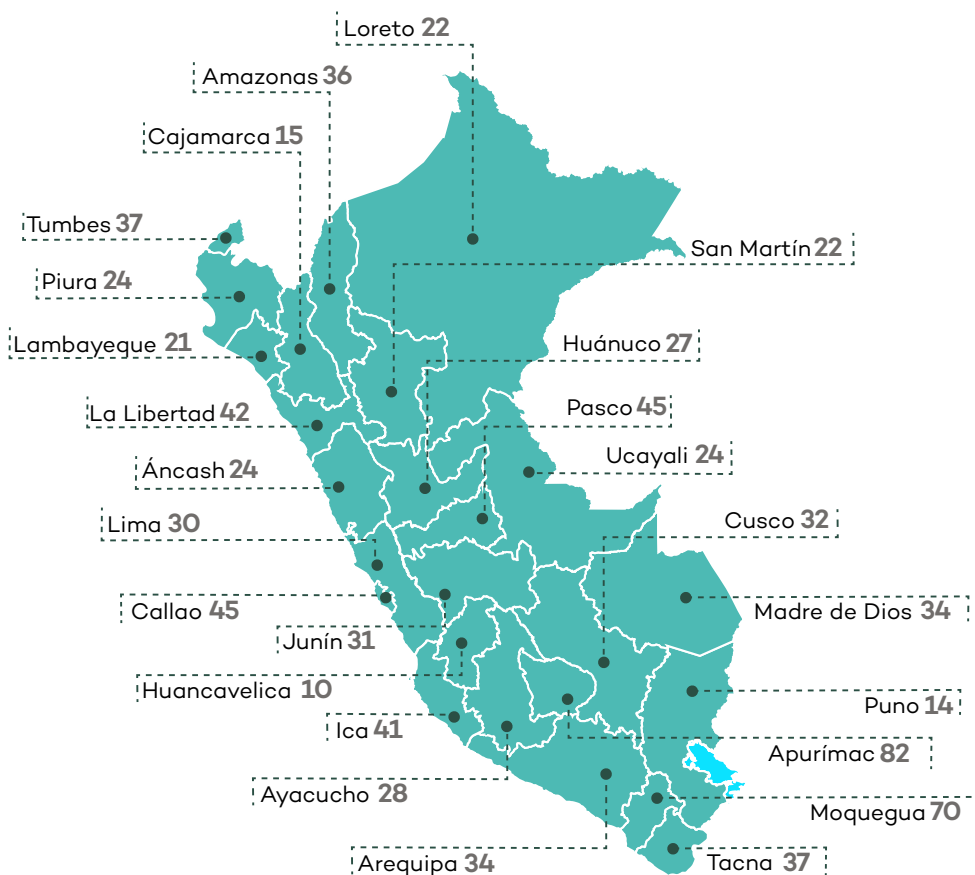 Loreto 22
Amazonas 36
Cajamarca 15
Tumbes 37
San Martín 22
Piura 24
Lambayeque 21
Huánuco 27
La Libertad 42
Pasco 45
Áncash 24
Ucayali 24
Lima 30
Cusco 32
Callao 45
Madre de Dios 34
Junín 31
Huancavelica 10
Puno 14
Ica 41
Apurímac 82
Ayacucho 28
Moquegua 70
Arequipa 34
Tacna 37